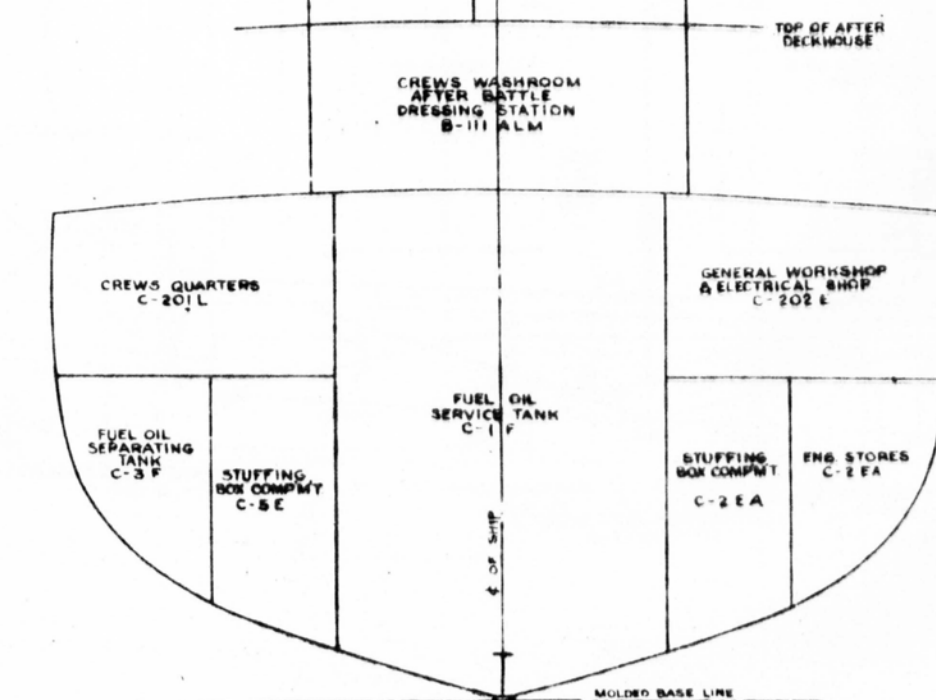 TOP OF AFTER
DECKHOUSE
CREWS WASHROOM
AFTER BATTLE
DRESSING STATION
B-111 ALM
CREWS QUARTERS
C-201L
GENERAL WORKSHOP
& ELECTRICAL SHOP
C-202 E
FUEL OIL
SERVICE TANK
C-1 F
FUEL OIL
SEPARATING
TANK
C-3 F
STUFFING
BOX COMPM'T
C-5 E
STUFFING
BOX COMPM'T
C-2 EA
ENG. STORES
C-2 EA
℄ OF SHIP
MOLDED BASE LINE